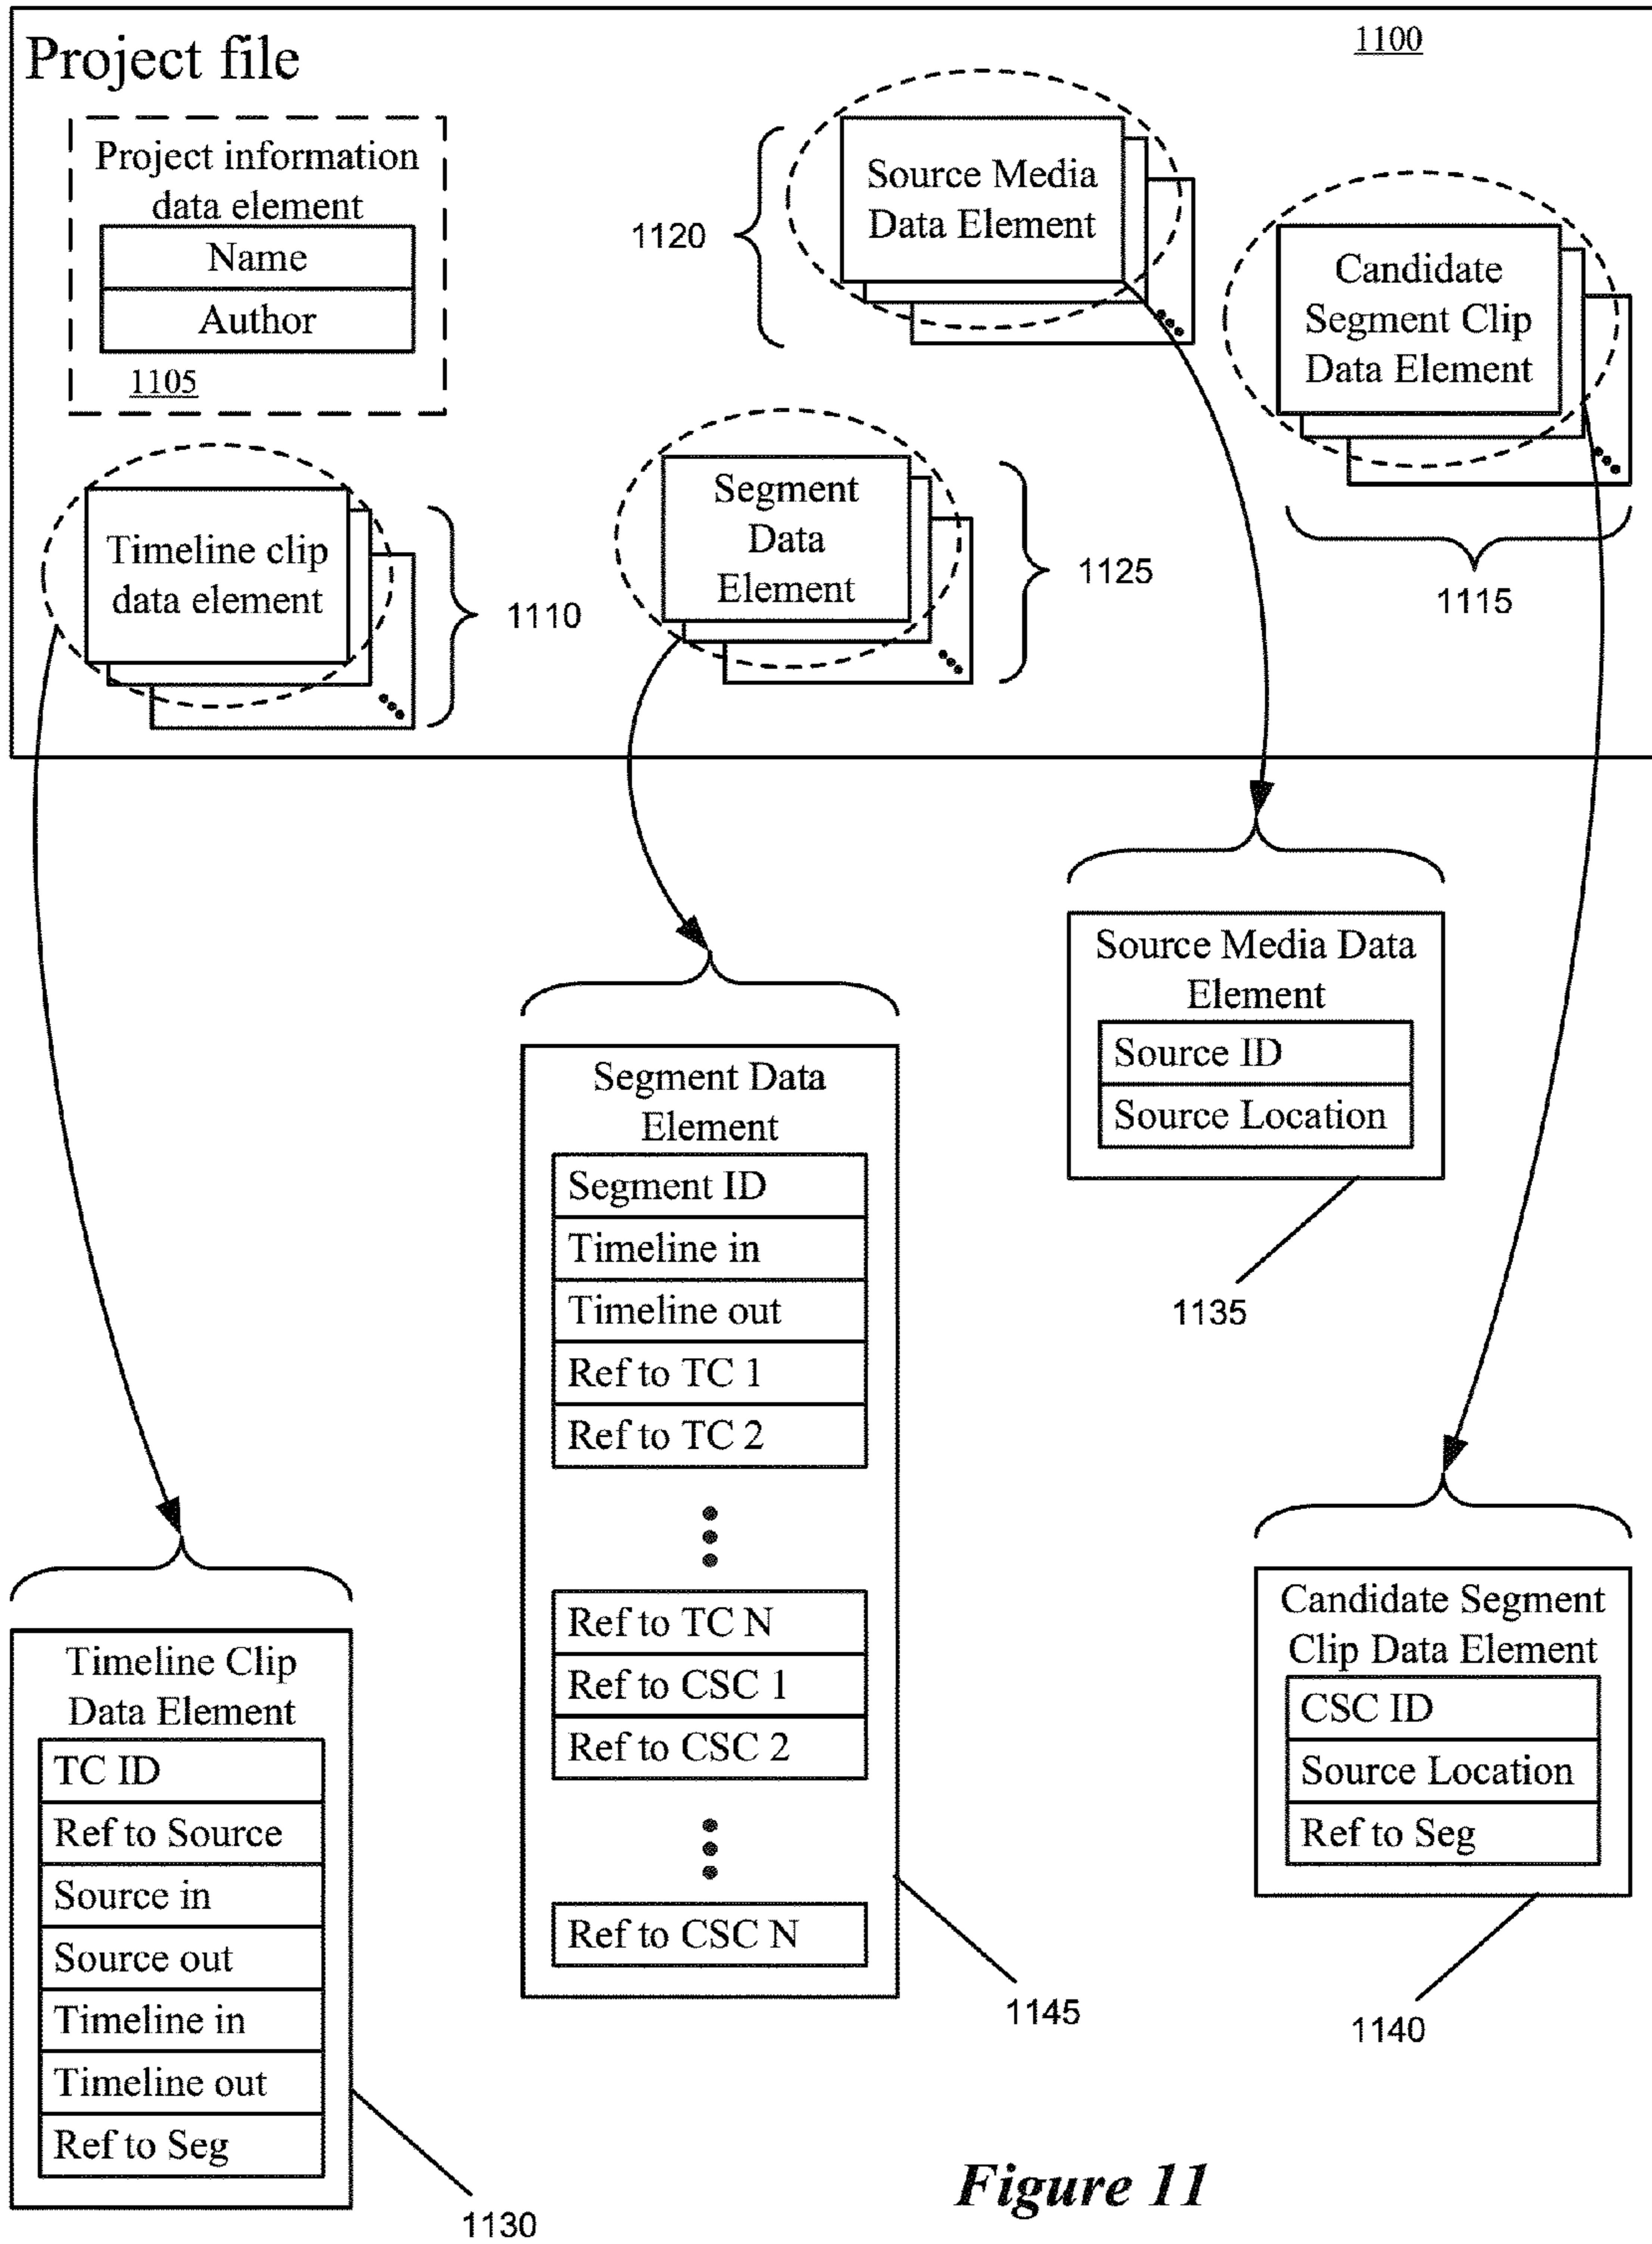 Project file
1100
Project information
data element
Name
Author
1105
1120
Source Media
Data Element
Candidate
Segment Clip
Data Element
1115
Timeline clip
data element
1110
Segment
Data
Element
1125
Source Media Data
Element
Source ID
Source Location
1135
Segment Data
Element
Segment ID
Timeline in
Timeline out
Ref to TC 1
Ref to TC 2
Ref to TC N
Ref to CSC 1
Ref to CSC 2
Ref to CSC N
1145
Candidate Segment
Clip Data Element
CSC ID
Source Location
Ref to Seg
1140
Timeline Clip
Data Element
TC ID
Ref to Source
Source in
Source out
Timeline in
Timeline out
Ref to Seg
1130
Figure 11